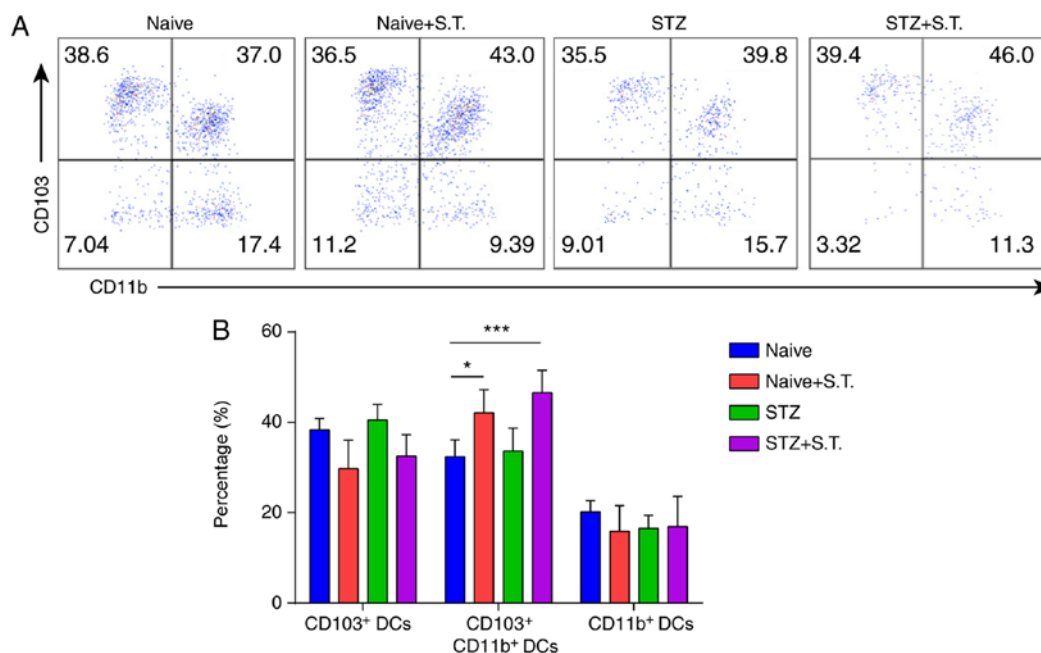 A
Naive
Naive+S.T.
STZ
STZ+S.T.
38.6 37.0
36.5 43.0
35.5 39.8
39.4 46.0
CD103
7.04 17.4
11.2 9.39
9.01 15.7
3.32 11.3
CD11b
B
Percentage (%)
60
40
20
0
***
*
CD103⁺ DCs
CD103⁺
CD11b⁺ DCs
CD11b⁺ DCs
Naive
Naive+S.T.
STZ
STZ+S.T.